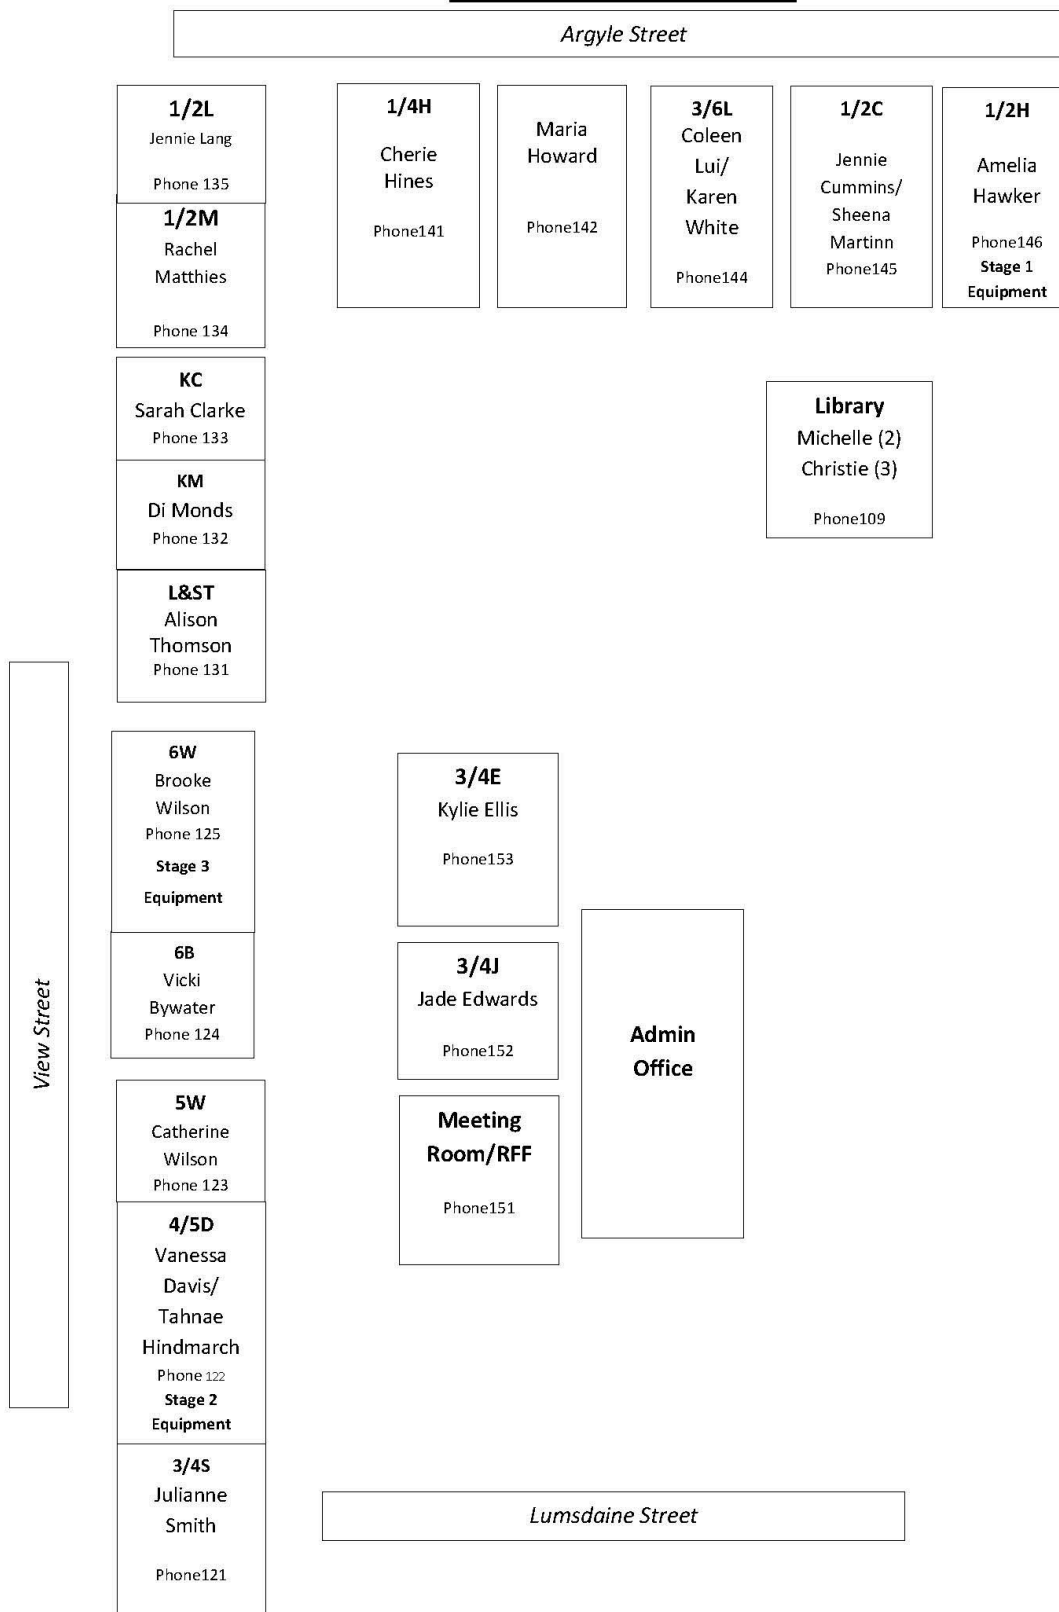 Argyle Street
1/2L
Jennie Lang
Phone 135
1/2M
Rachel
Matthies
Phone 134
1/4H
Cherie
Hines
Phone141
Maria
Howard
Phone142
3/6L
Coleen
Lui/
Karen
White
Phone144
1/2C
Jennie
Cummins/
Sheena
Martinn
Phone145
1/2H
Amelia
Hawker
Phone146
Stage 1
Equipment
KC
Sarah Clarke
Phone 133
KM
Di Monds
Phone 132
L&ST
Alison
Thomson
Phone 131
Library
Michelle (2)
Christie (3)
Phone109
View Street
6W
Brooke
Wilson
Phone 125
Stage 3
Equipment
6B
Vicki
Bywater
Phone 124
5W
Catherine
Wilson
Phone 123
4/5D
Vanessa
Davis/
Tahnae
Hindmarch
Phone 122
Stage 2
Equipment
3/4S
Julianne
Smith
Phone121
3/4E
Kylie Ellis
Phone153
3/4J
Jade Edwards
Phone152
Meeting
Room/RFF
Phone151
Admin
Office
Lumsdaine Street